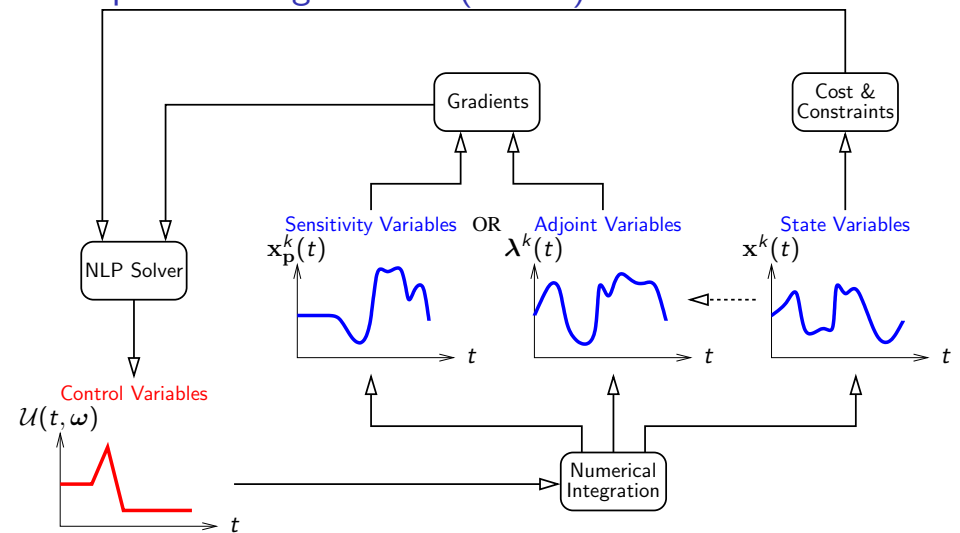 Gradients
Cost &
Constraints
Sensitivity Variables OR Adjoint Variables
State Variables
x_p^k(t)
λ^k(t)
x^k(t)
NLP Solver
t
t
t
Control Variables
U(t, ω)
Numerical
Integration
t